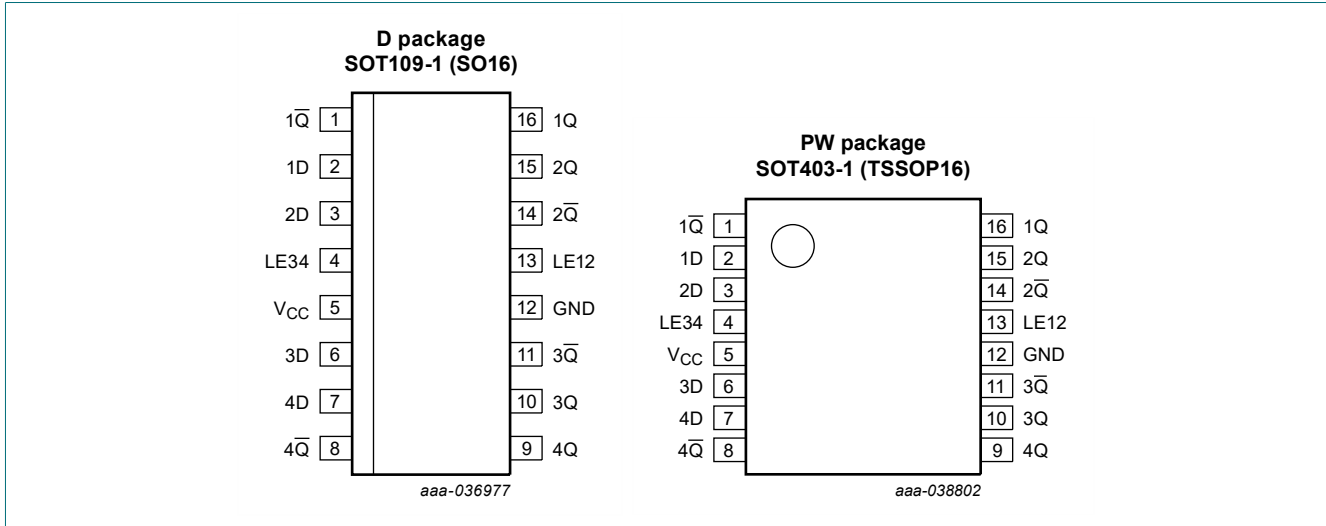 D package
SOT109-1 (SO16)
1Q̅ 1 16 1Q
1D 2 15 2Q
2D 3 14 2Q̅
LE34 4 13 LE12
VCC 5 12 GND
3D 6 11 3Q̅
4D 7 10 3Q
4Q̅ 8 9 4Q
aaa-036977
PW package
SOT403-1 (TSSOP16)
1Q̅ 1 16 1Q
1D 2 15 2Q
2D 3 14 2Q̅
LE34 4 13 LE12
VCC 5 12 GND
3D 6 11 3Q̅
4D 7 10 3Q
4Q̅ 8 9 4Q
aaa-038802